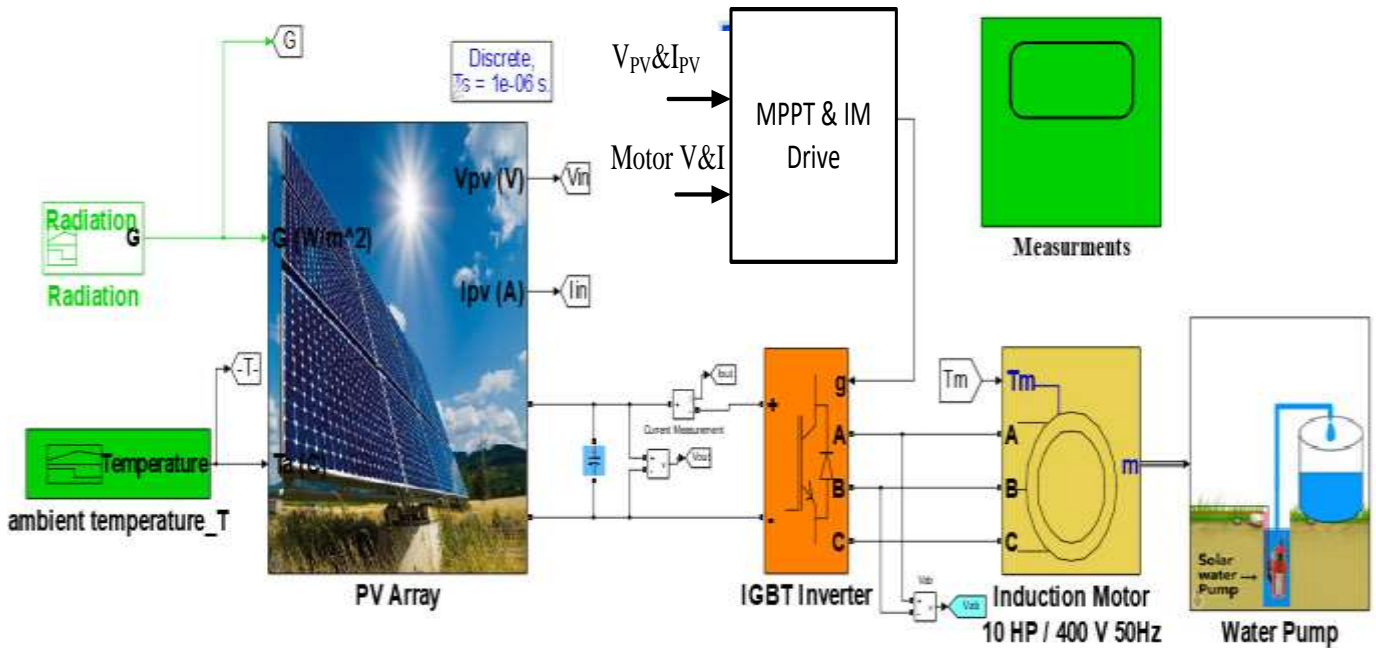 G
Discrete,
Ts = 1e-06 s.
V_PV&I_PV
Motor V&I
MPPT & IM
Drive
Measurments
Radiation
G
Radiation
Vpv (V)
Vin
G (W/m^2)
Ipv (A)
Iin
-T-
Temperature
Ta (C)
ambient temperature_T
PV Array
Iout
+
-
Current Measurement
+
-
v
Vout
+
-
g
A
B
C
IGBT Inverter
Vab
+
-
v
Vab
Tm
Tm
A
B
C
m
Induction Motor
10 HP / 400 V 50Hz
Solar
water
Pump
Water Pump